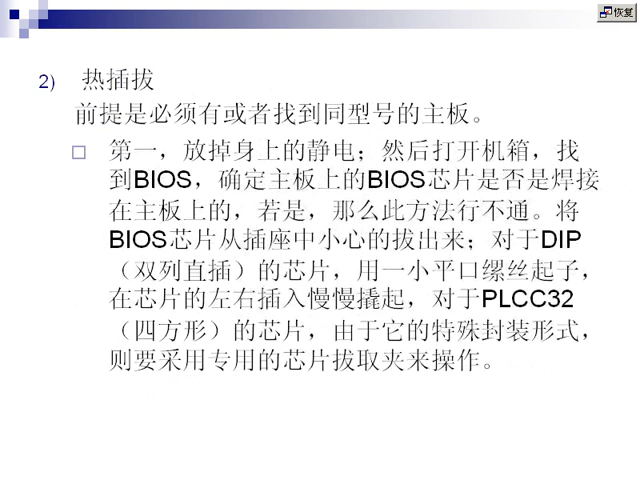 恢复
2) 热插拔
前提是必须有或者找到同型号的主板。
第一，放掉身上的静电；然后打开机箱，找
到BIOS，确定主板上的BIOS芯片是否是焊接
在主板上的，若是，那么此方法行不通。将
BIOS芯片从插座中小心的拔出来；对于DIP
（双列直插）的芯片，用一小平口缧丝起子，
在芯片的左右插入慢慢撬起，对于PLCC32
（四方形）的芯片，由于它的特殊封装形式，
则要采用专用的芯片拔取夹来操作。